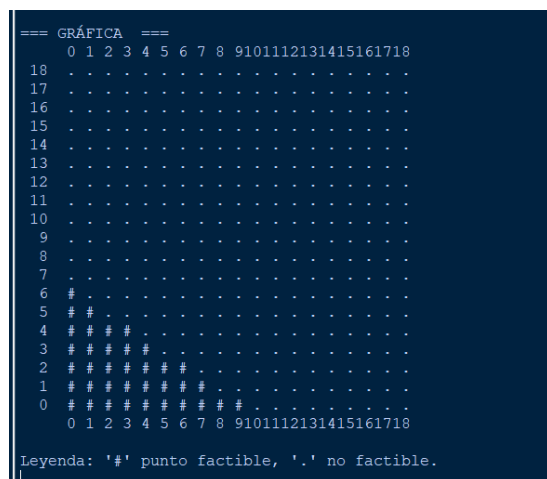 === GRÁFICA  ===
     0 1 2 3 4 5 6 7 8 9101112131415161718
 18  . . . . . . . . . . . . . . . . . . .
 17  . . . . . . . . . . . . . . . . . . .
 16  . . . . . . . . . . . . . . . . . . .
 15  . . . . . . . . . . . . . . . . . . .
 14  . . . . . . . . . . . . . . . . . . .
 13  . . . . . . . . . . . . . . . . . . .
 12  . . . . . . . . . . . . . . . . . . .
 11  . . . . . . . . . . . . . . . . . . .
 10  . . . . . . . . . . . . . . . . . . .
  9  . . . . . . . . . . . . . . . . . . .
  8  . . . . . . . . . . . . . . . . . . .
  7  . . . . . . . . . . . . . . . . . . .
  6  # . . . . . . . . . . . . . . . . . .
  5  # # . . . . . . . . . . . . . . . . .
  4  # # # # . . . . . . . . . . . . . . .
  3  # # # # # . . . . . . . . . . . . . .
  2  # # # # # # # . . . . . . . . . . . .
  1  # # # # # # # # . . . . . . . . . . .
  0  # # # # # # # # # # . . . . . . . . .
     0 1 2 3 4 5 6 7 8 9101112131415161718
Leyenda: '#' punto factible, '.' no factible.